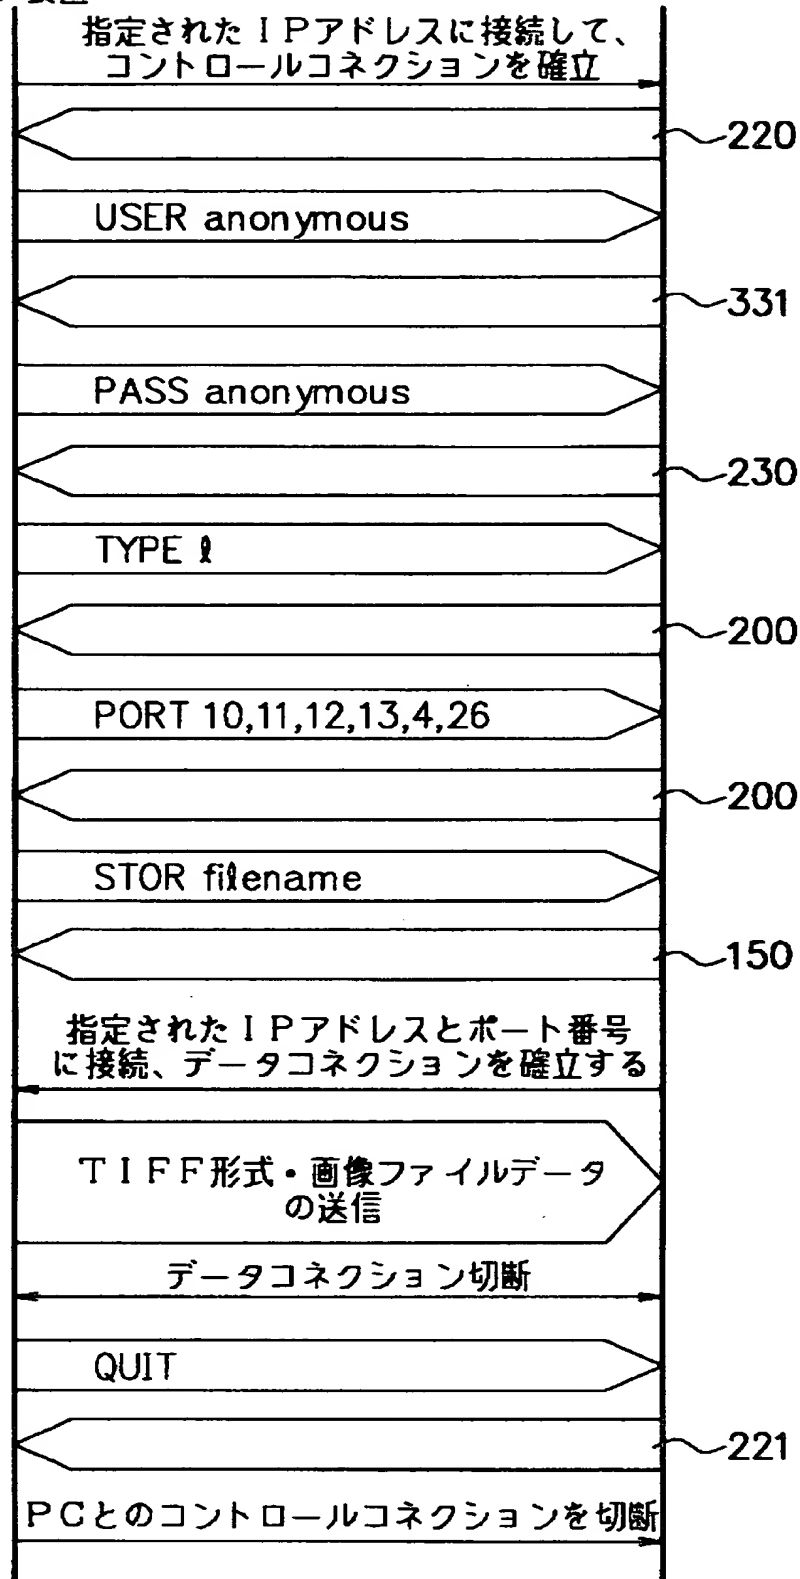 指定されたＩＰアドレスに接続して、
コントロールコネクションを確立
220
USER anonymous
331
PASS anonymous
230
TYPE l
200
PORT 10,11,12,13,4,26
200
STOR filename
150
指定されたＩＰアドレスとポート番号
に接続、データコネクションを確立する
ＴＩＦＦ形式・画像ファイルデータ
の送信
データコネクション切断
QUIT
221
ＰＣとのコントロールコネクションを切断